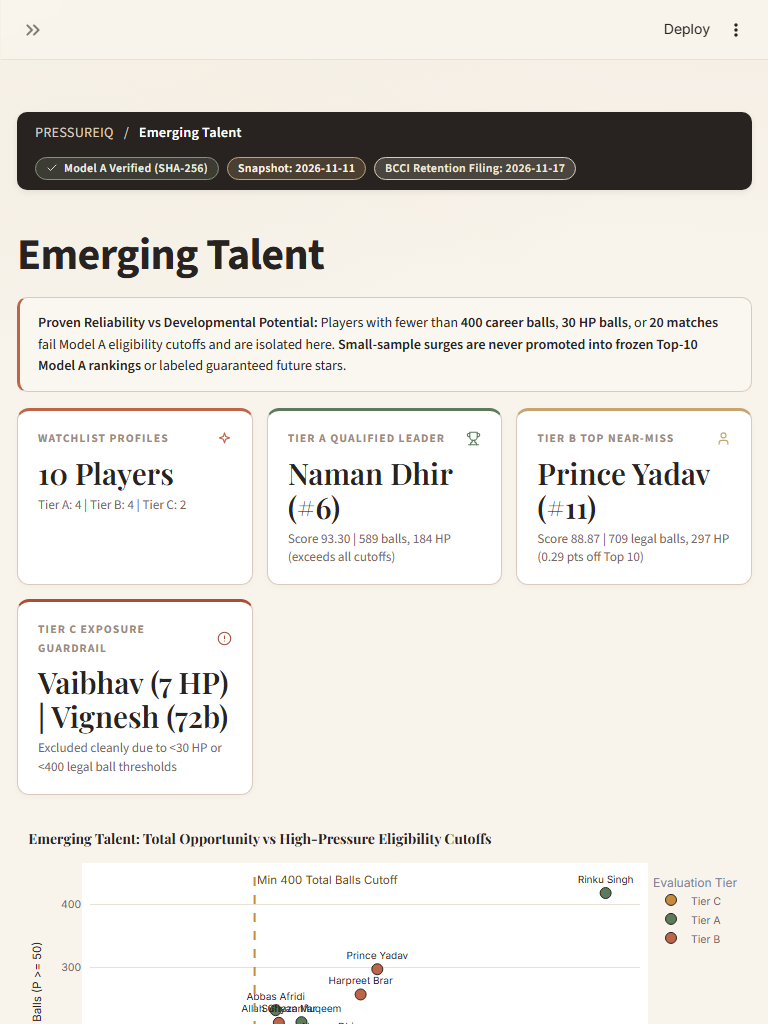 Deploy
PRESSUREIQ / Emerging Talent
Model A Verified (SHA-256)
Snapshot: 2026-11-11
BCCI Retention Filing: 2026-11-17
Emerging Talent
Proven Reliability vs Developmental Potential: Players with fewer than 400 career balls, 30 HP balls, or 20 matches
fail Model A eligibility cutoffs and are isolated here. Small-sample surges are never promoted into frozen Top-10
Model A rankings or labeled guaranteed future stars.
WATCHLIST PROFILES
10 Players
Tier A: 4 | Tier B: 4 | Tier C: 2
TIER A QUALIFIED LEADER
Naman Dhir
(#6)
Score 93.30 | 589 balls, 184 HP
(exceeds all cutoffs)
TIER B TOP NEAR-MISS
Prince Yadav
(#11)
Score 88.87 | 709 legal balls, 297 HP
(0.29 pts off Top 10)
TIER C EXPOSURE
GUARDRAIL
Vaibhav (7 HP)
| Vignesh (72b)
Excluded cleanly due to <30 HP or
<400 legal ball thresholds
Emerging Talent: Total Opportunity vs High-Pressure Eligibility Cutoffs
Min 400 Total Balls Cutoff
Rinku Singh
Evaluation Tier
Tier C
Tier A
Tier B
400
300
Balls (P >= 50)
Prince Yadav
Harpreet Brar
Abbas Afridi